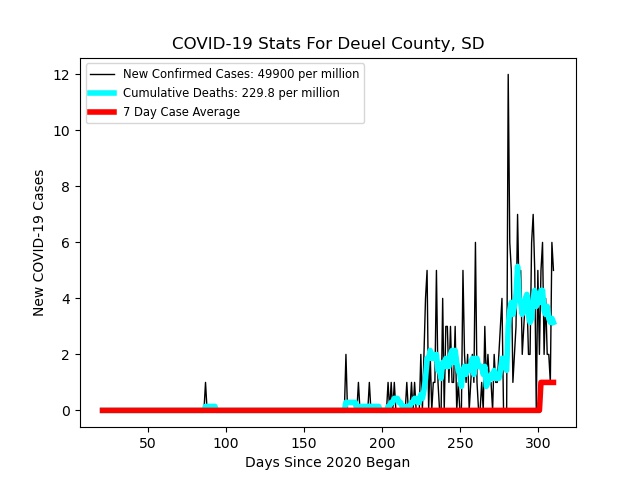 COVID-19 Stats For Deuel County, SD
New Confirmed Cases: 49900 per million
Cumulative Deaths: 229.8 per million
7 Day Case Average
New COVID-19 Cases
12
10
8
6
4
2
0
50 100 150 200 250 300
Days Since 2020 Began